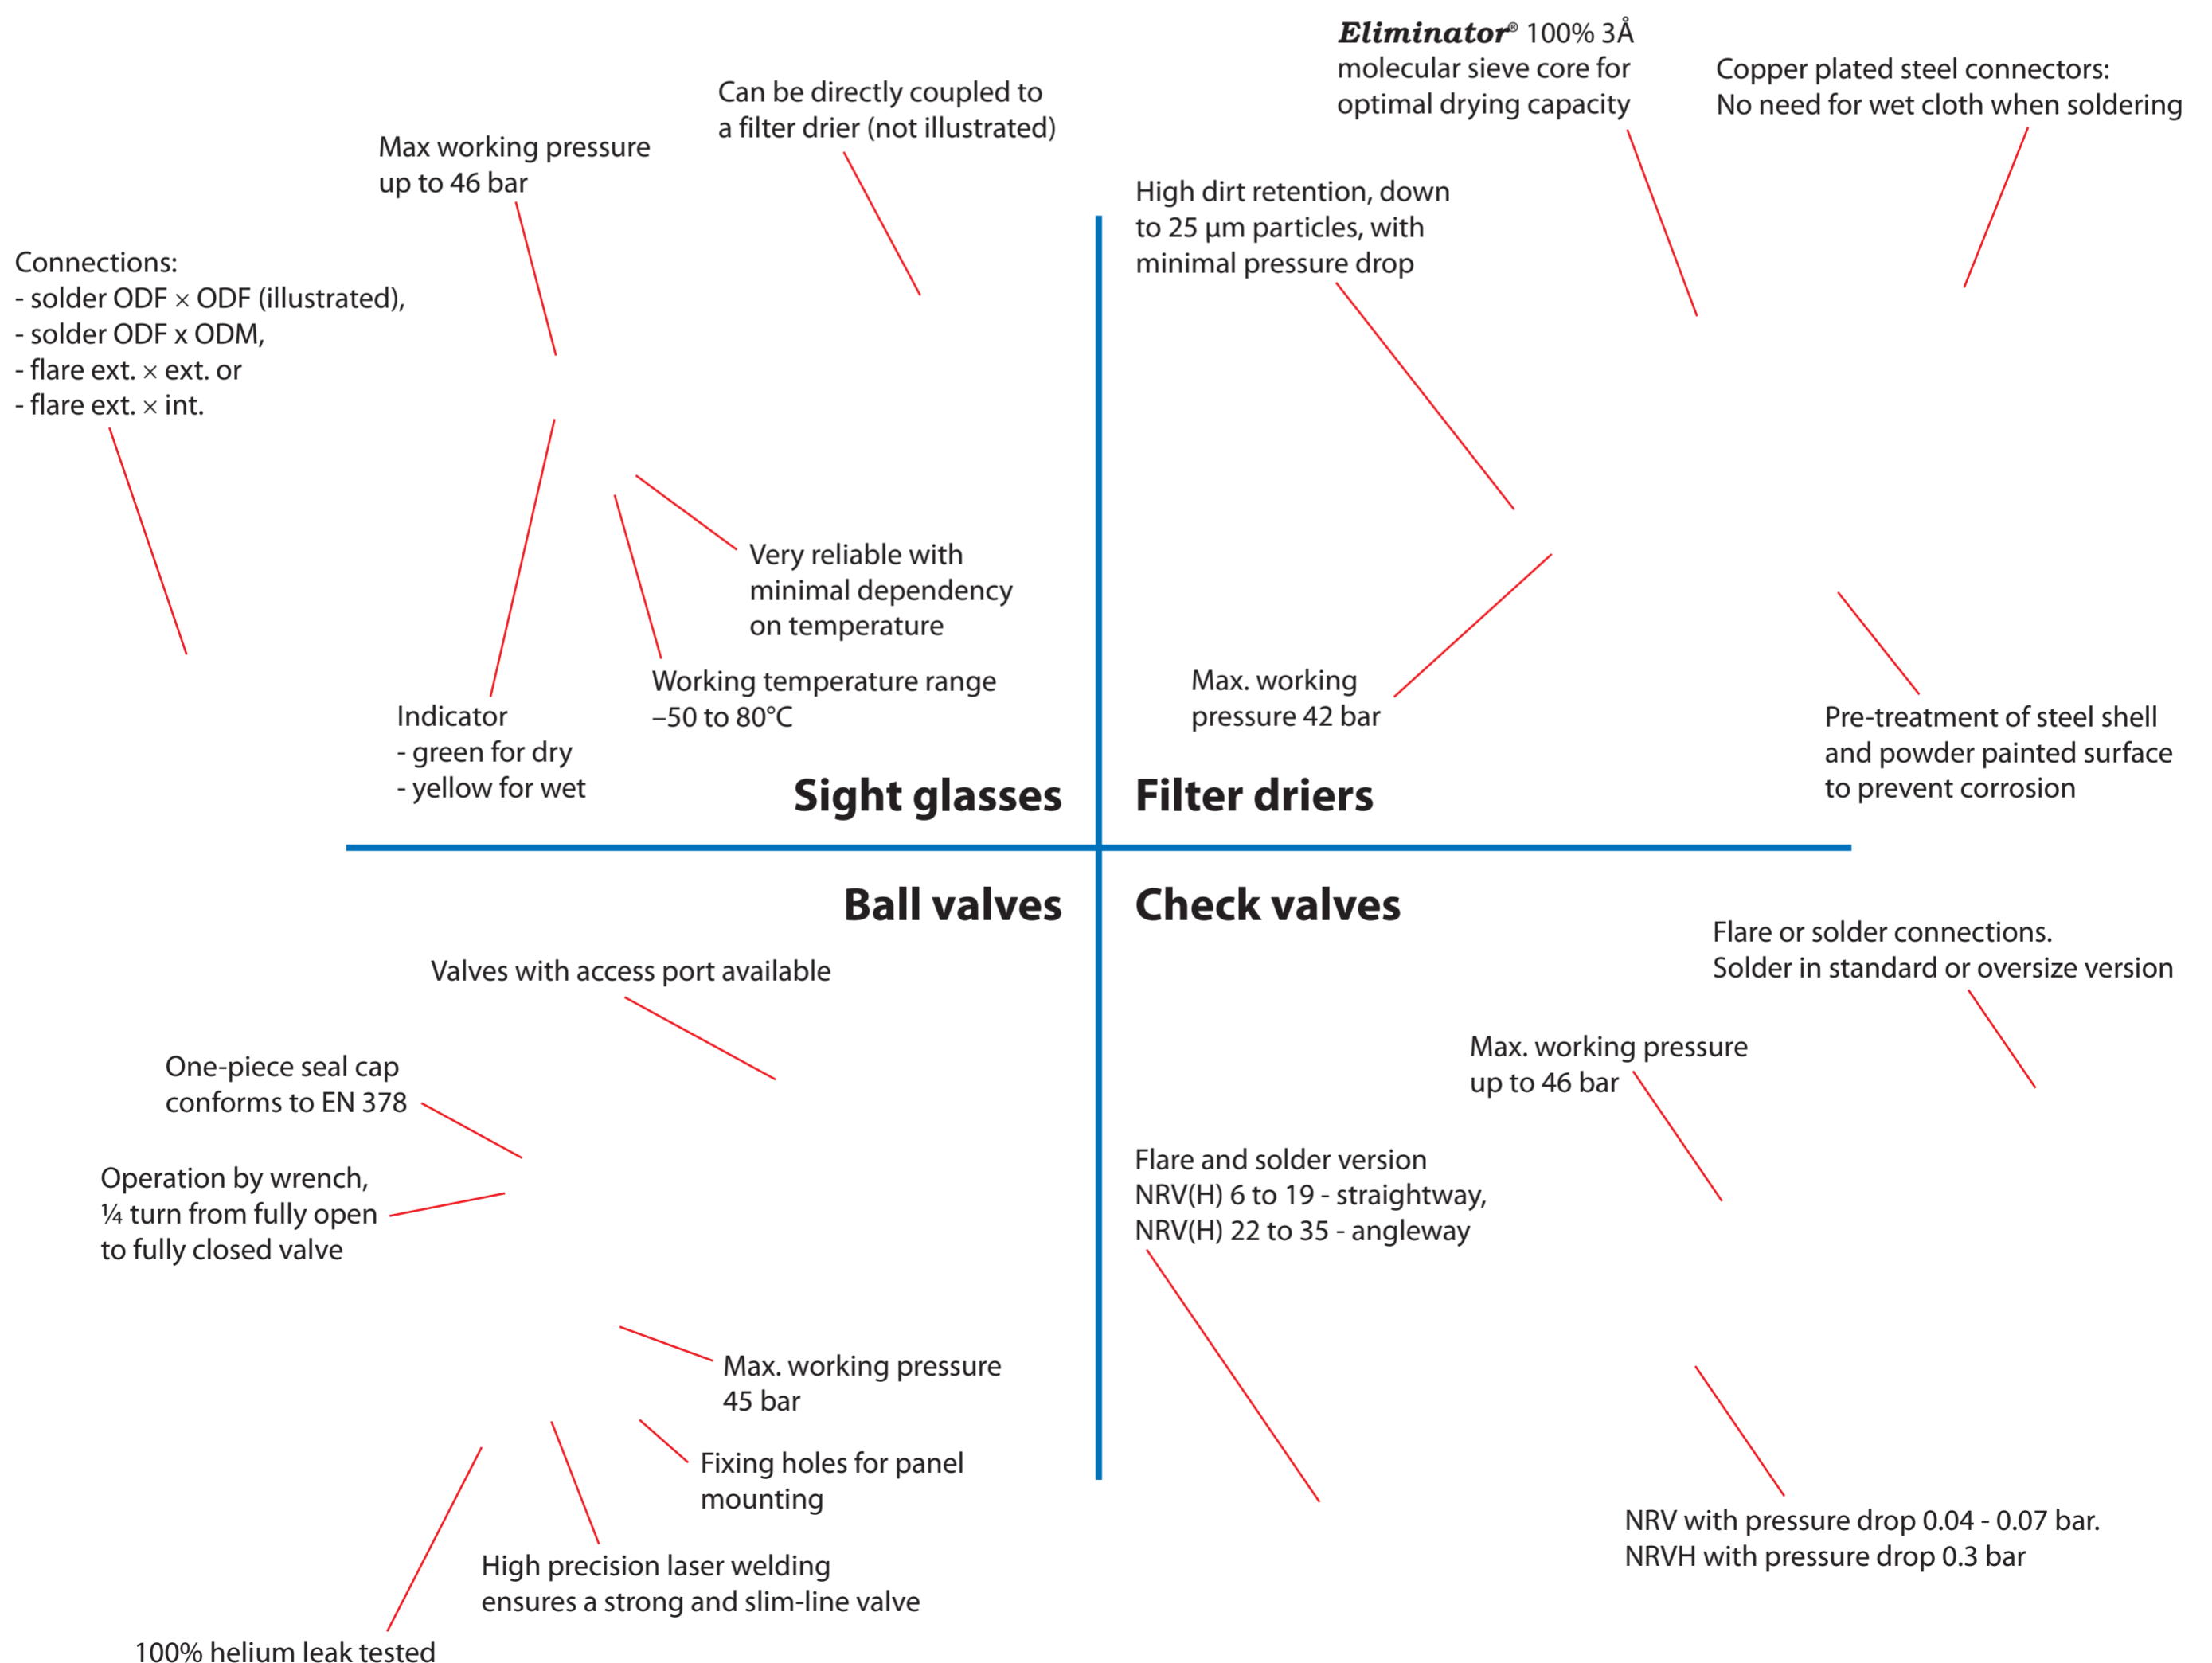 Can be directly coupled to
a filter drier (not illustrated)
Max working pressure
up to 46 bar
Connections:
- solder ODF × ODF (illustrated),
- solder ODF x ODM,
- flare ext. × ext. or
- flare ext. × int.
Very reliable with
minimal dependency
on temperature
Working temperature range
–50 to 80°C
Indicator
- green for dry
- yellow for wet
Sight glasses
Eliminator® 100% 3Å
molecular sieve core for
optimal drying capacity
Copper plated steel connectors:
No need for wet cloth when soldering
High dirt retention, down
to 25 µm particles, with
minimal pressure drop
Max. working
pressure 42 bar
Pre-treatment of steel shell
and powder painted surface
to prevent corrosion
Filter driers
Ball valves
Valves with access port available
One-piece seal cap
conforms to EN 378
Operation by wrench,
¼ turn from fully open
to fully closed valve
Max. working pressure
45 bar
Fixing holes for panel
mounting
High precision laser welding
ensures a strong and slim-line valve
100% helium leak tested
Check valves
Flare or solder connections.
Solder in standard or oversize version
Max. working pressure
up to 46 bar
Flare and solder version
NRV(H) 6 to 19 - straightway,
NRV(H) 22 to 35 - angleway
NRV with pressure drop 0.04 - 0.07 bar.
NRVH with pressure drop 0.3 bar